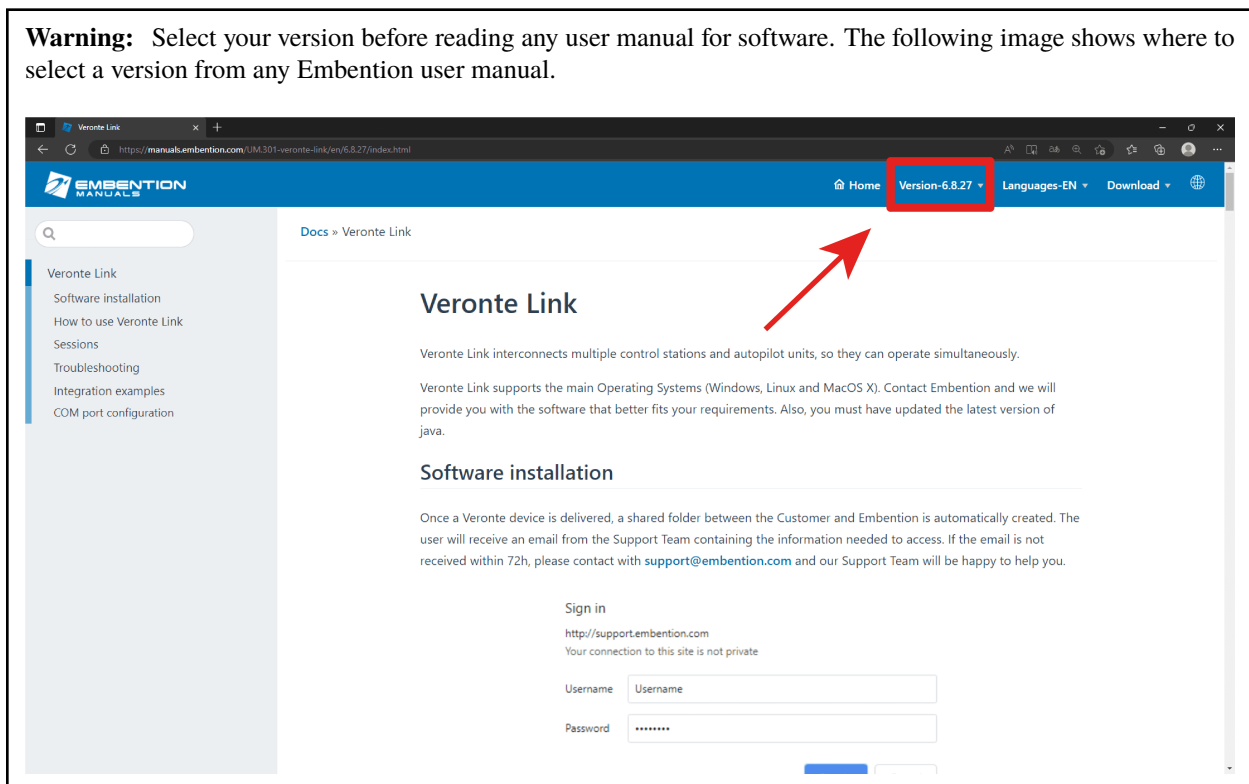 Warning: Select your version before reading any user manual for software. The following image shows where to
select a version from any Embention user manual.
Veronte Link
https://manuals.embention.com/UM.301-veronte-link/en/6.8.27/index.html
EMBENTION
MANUALS
Home Version-6.8.27 Languages-EN Download
Docs » Veronte Link
Veronte Link
Software installation
How to use Veronte Link
Sessions
Troubleshooting
Integration examples
COM port configuration
Veronte Link
Veronte Link interconnects multiple control stations and autopilot units, so they can operate simultaneously.
Veronte Link supports the main Operating Systems (Windows, Linux and MacOS X). Contact Embention and we will
provide you with the software that better fits your requirements. Also, you must have updated the latest version of
java.
Software installation
Once a Veronte device is delivered, a shared folder between the Customer and Embention is automatically created. The
user will receive an email from the Support Team containing the information needed to access. If the email is not
received within 72h, please contact with support@embention.com and our Support Team will be happy to help you.
Sign in
http://support.embention.com
Your connection to this site is not private
Username Username
Password ••••••••